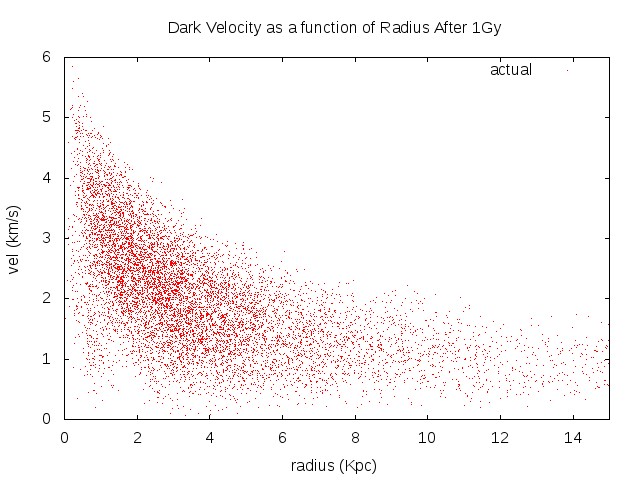 Dark Velocity as a function of Radius After 1Gy
actual
6
5
4
3
2
1
0
vel (km/s)
0 2 4 6 8 10 12 14
radius (Kpc)